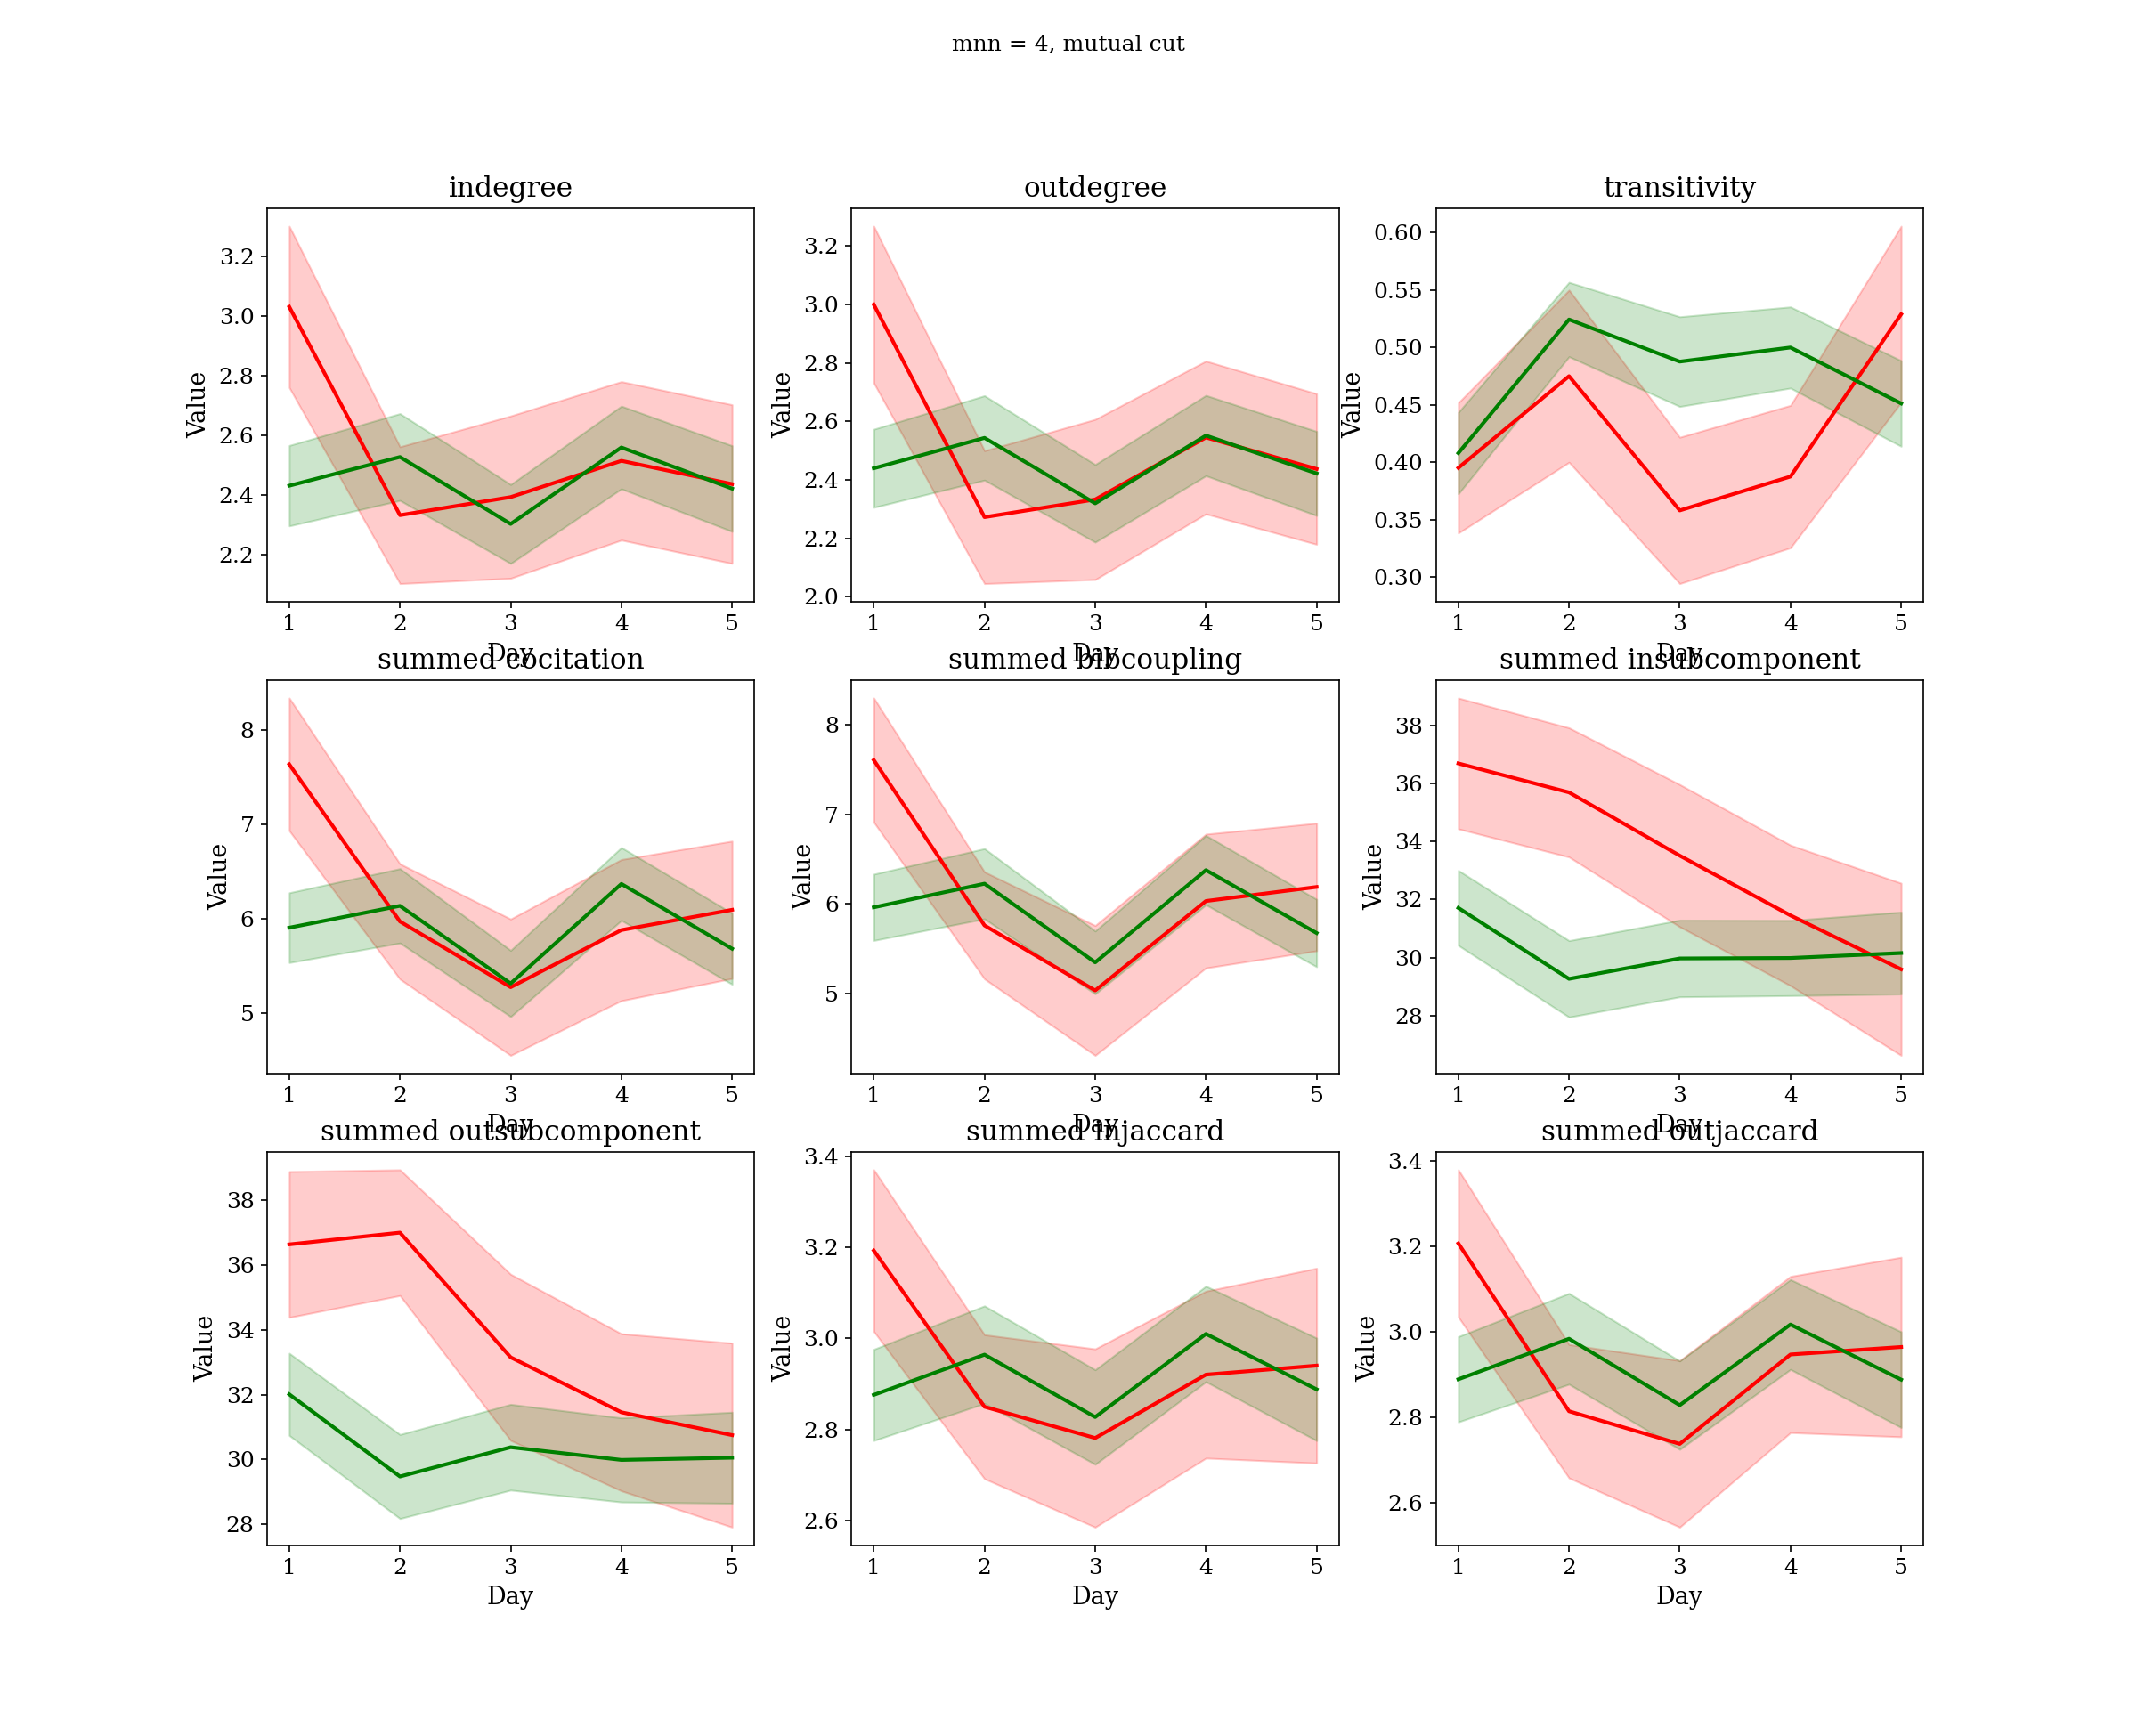 mnn = 4, mutual cut
indegree
outdegree
transitivity
Value
3.2
3.0
2.8
2.6
2.4
2.2
1 2 3 4 5
Day
Value
3.2
3.0
2.8
2.6
2.4
2.2
2.0
1 2 3 4 5
Day
Value
0.60
0.55
0.50
0.45
0.40
0.35
0.30
1 2 3 4 5
Day
summed cocitation
summed bibcoupling
summed insubcomponent
Value
8
7
6
5
1 2 3 4 5
Day
Value
8
7
6
5
1 2 3 4 5
Day
Value
38
36
34
32
30
28
1 2 3 4 5
Day
summed outsubcomponent
summed injaccard
summed outjaccard
Value
38
36
34
32
30
28
1 2 3 4 5
Day
Value
3.4
3.2
3.0
2.8
2.6
1 2 3 4 5
Day
Value
3.4
3.2
3.0
2.8
2.6
1 2 3 4 5
Day